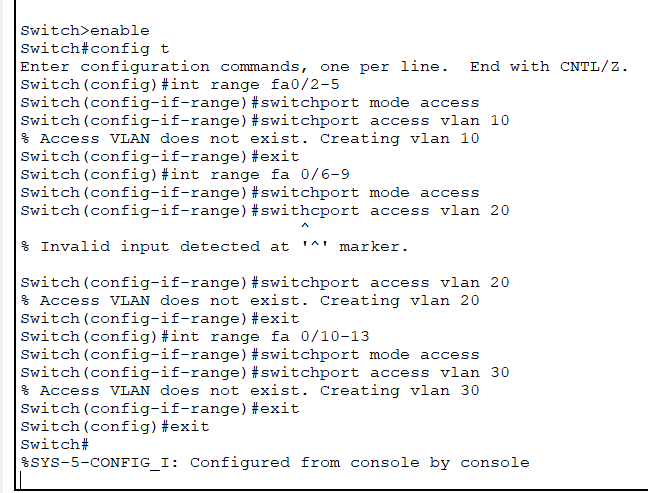 Switch>enable
Switch#config t
Enter configuration commands, one per line.  End with CNTL/Z.
Switch(config)#int range fa0/2-5
Switch(config-if-range)#switchport mode access
Switch(config-if-range)#switchport access vlan 10
% Access VLAN does not exist. Creating vlan 10
Switch(config-if-range)#exit
Switch(config)#int range fa 0/6-9
Switch(config-if-range)#switchport mode access
Switch(config-if-range)#swithcport access vlan 20
^
% Invalid input detected at '^' marker.
Switch(config-if-range)#switchport access vlan 20
% Access VLAN does not exist. Creating vlan 20
Switch(config-if-range)#exit
Switch(config)#int range fa 0/10-13
Switch(config-if-range)#switchport mode access
Switch(config-if-range)#switchport access vlan 30
% Access VLAN does not exist. Creating vlan 30
Switch(config-if-range)#exit
Switch(config)#exit
Switch#
%SYS-5-CONFIG_I: Configured from console by console